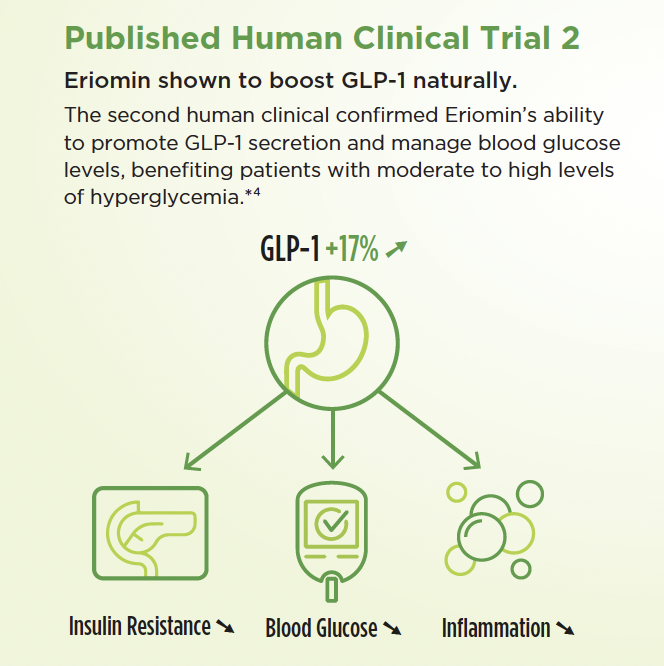 Published Human Clinical Trial 2
Eriomin shown to boost GLP-1 naturally.
The second human clinical confirmed Eriomin’s ability
to promote GLP-1 secretion and manage blood glucose
levels, benefiting patients with moderate to high levels
of hyperglycemia.*⁴
GLP-1 +17%
Insulin Resistance
Blood Glucose
Inflammation